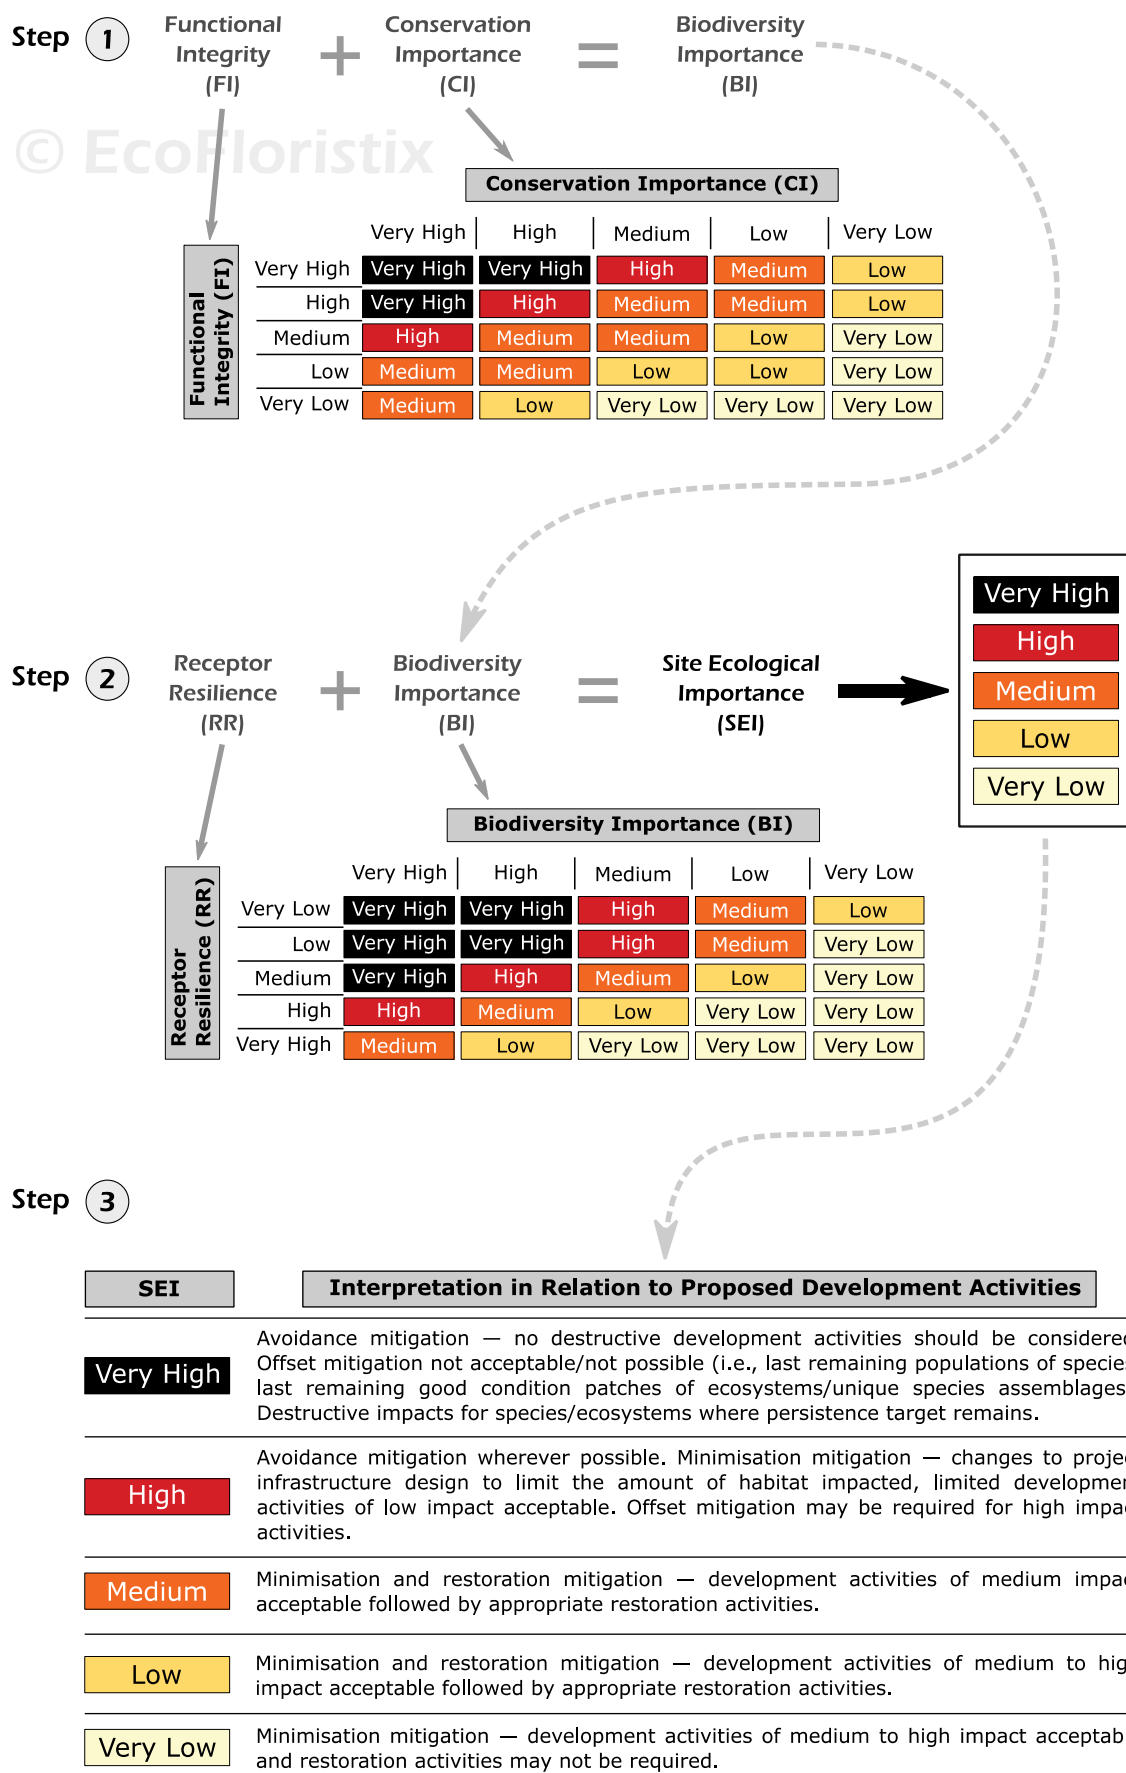 Step 1
Functional Integrity (FI) + Conservation Importance (CI) = Biodiversity Importance (BI)
© EcoFloristix
Conservation Importance (CI)
Very High High Medium Low Very Low
Functional Integrity (FI)
Very High Very High Very High High Medium Low
High Very High High Medium Medium Low
Medium High Medium Medium Low Very Low
Low Medium Medium Low Low Very Low
Very Low Medium Low Very Low Very Low Very Low
Step 2
Receptor Resilience (RR) + Biodiversity Importance (BI) = Site Ecological Importance (SEI)
Very High
High
Medium
Low
Very Low
Biodiversity Importance (BI)
Very High High Medium Low Very Low
Receptor Resilience (RR)
Very Low Very High Very High High Medium Low
Low Very High Very High High Medium Very Low
Medium Very High High Medium Low Very Low
High High Medium Low Very Low Very Low
Very High Medium Low Very Low Very Low Very Low
Step 3
SEI Interpretation in Relation to Proposed Development Activities
Very High
Avoidance mitigation — no destructive development activities should be considered
Offset mitigation not acceptable/not possible (i.e., last remaining populations of species
last remaining good condition patches of ecosystems/unique species assemblages
Destructive impacts for species/ecosystems where persistence target remains.
High
Avoidance mitigation wherever possible. Minimisation mitigation — changes to projec
infrastructure design to limit the amount of habitat impacted, limited developmen
activities of low impact acceptable. Offset mitigation may be required for high impac
activities.
Medium
Minimisation and restoration mitigation — development activities of medium impac
acceptable followed by appropriate restoration activities.
Low
Minimisation and restoration mitigation — development activities of medium to hig
impact acceptable followed by appropriate restoration activities.
Very Low
Minimisation mitigation — development activities of medium to high impact acceptab
and restoration activities may not be required.